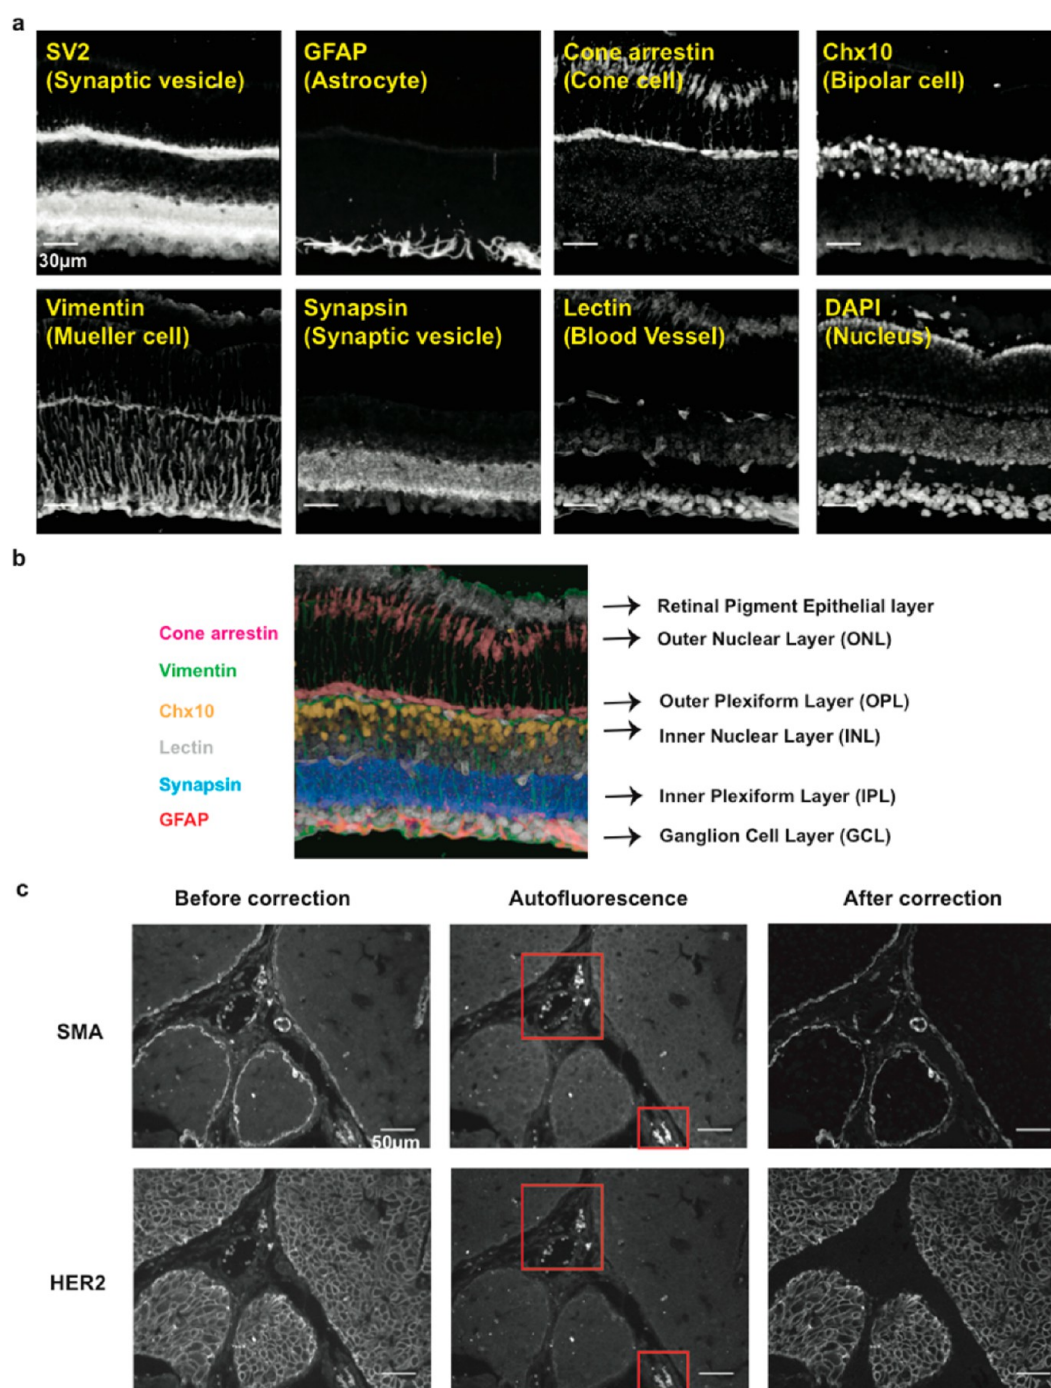 a
SV2
(Synaptic vesicle)
GFAP
(Astrocyte)
Cone arrestin
(Cone cell)
Chx10
(Bipolar cell)
30µm
Vimentin
(Mueller cell)
Synapsin
(Synaptic vesicle)
Lectin
(Blood Vessel)
DAPI
(Nucleus)
b
Cone arrestin
Vimentin
Chx10
Lectin
Synapsin
GFAP
Retinal Pigment Epithelial layer
Outer Nuclear Layer (ONL)
Outer Plexiform Layer (OPL)
Inner Nuclear Layer (INL)
Inner Plexiform Layer (IPL)
Ganglion Cell Layer (GCL)
c
Before correction
Autofluorescence
After correction
SMA
50µm
HER2